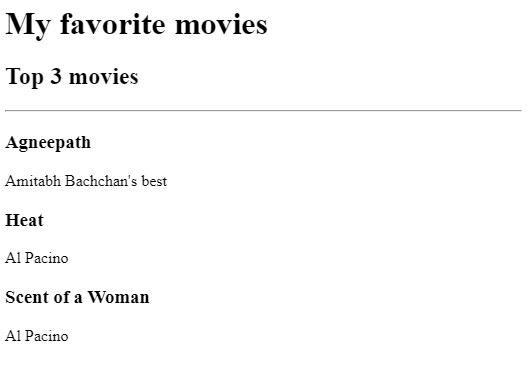 My favorite movies
Top 3 movies
Agneepath
Amitabh Bachchan's best
Heat
Al Pacino
Scent of a Woman
Al Pacino